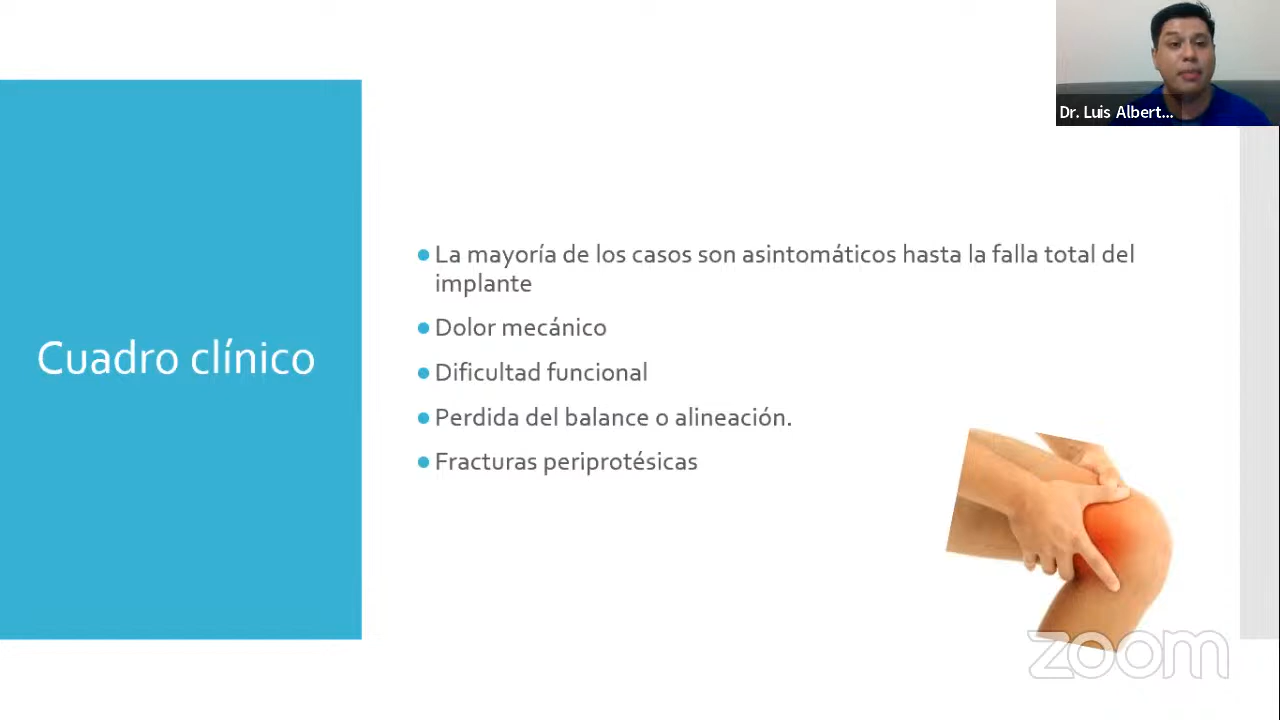 Dr. Luis Albert...
Cuadro clínico
La mayoría de los casos son asintomáticos hasta la falla total del
implante
Dolor mecánico
Dificultad funcional
Perdida del balance o alineación.
Fracturas periprotésicas
zoom